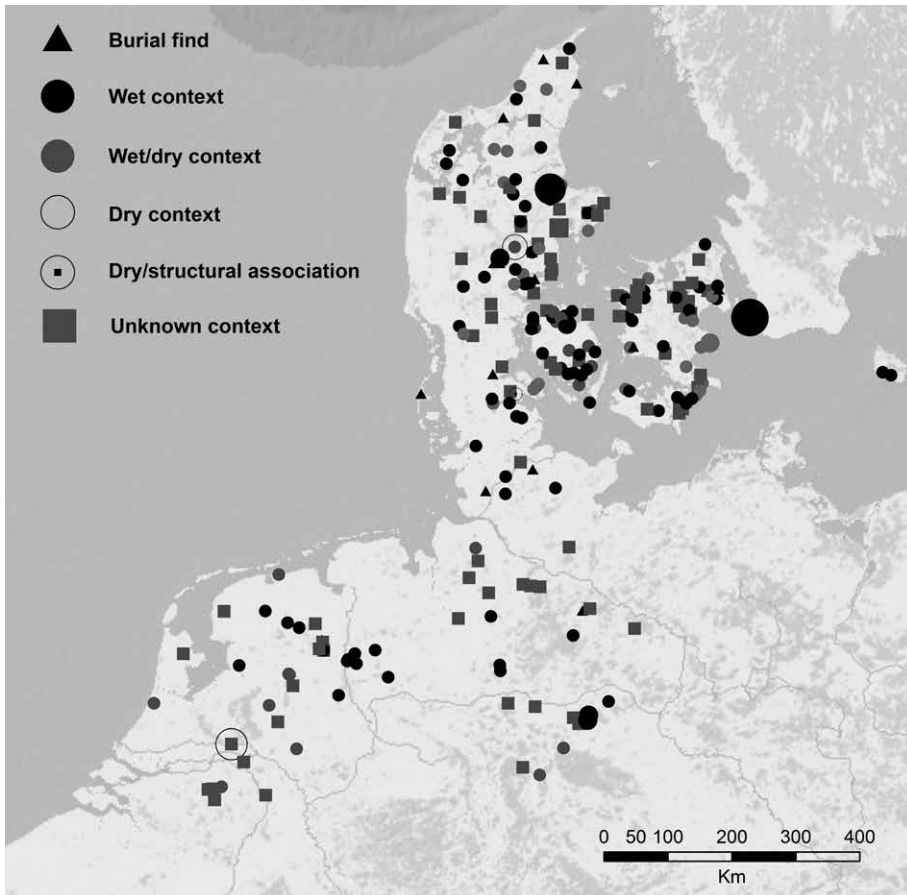 Burial find
Wet context
Wet/dry context
Dry context
Dry/structural association
Unknown context
0 50 100 200 300 400
Km